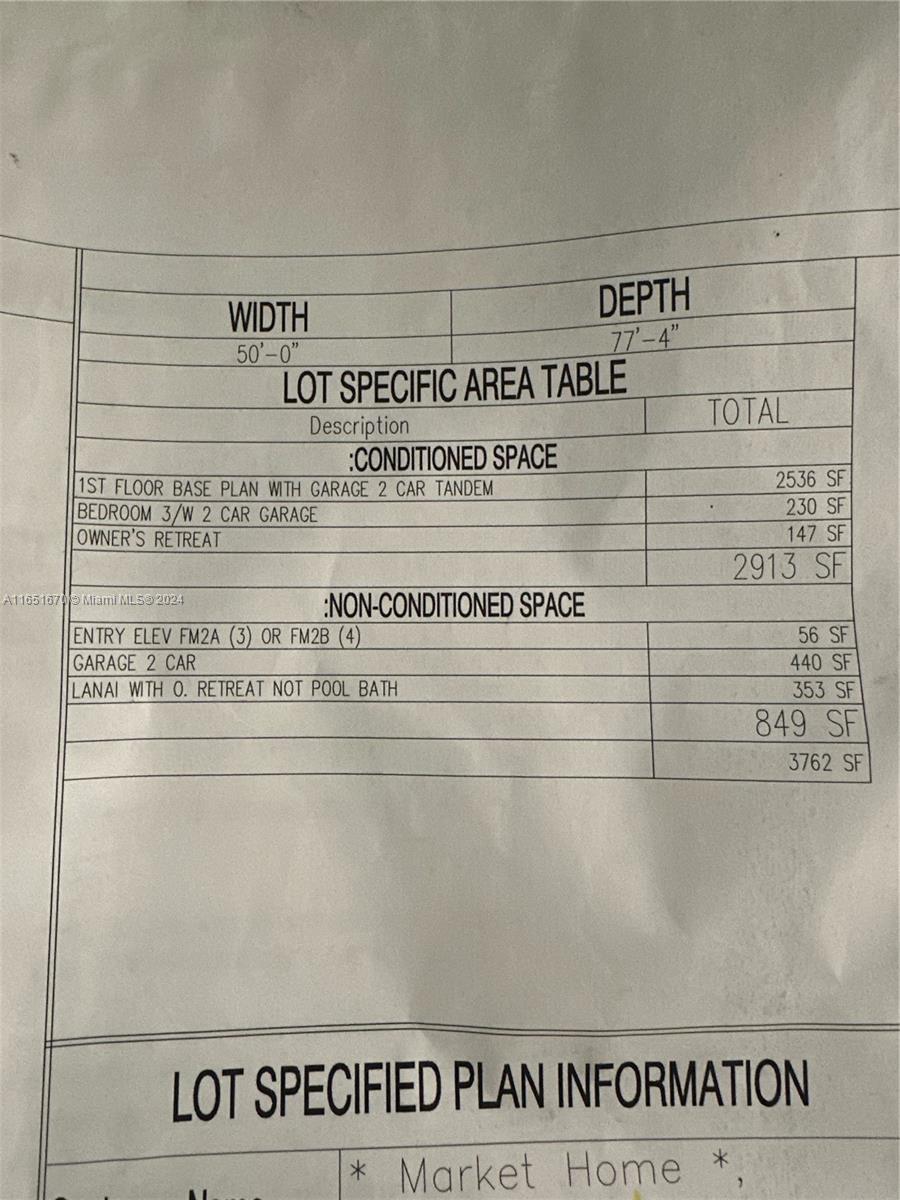 WIDTH DEPTH
50'-0" 77'-4"
LOT SPECIFIC AREA TABLE
Description TOTAL
:CONDITIONED SPACE
1ST FLOOR BASE PLAN WITH GARAGE 2 CAR TANDEM 2536 SF
BEDROOM 3/W 2 CAR GARAGE 230 SF
OWNER'S RETREAT 147 SF
2913 SF
A11651670 © Miami MLS® 2024
:NON-CONDITIONED SPACE
ENTRY ELEV FM2A (3) OR FM2B (4) 56 SF
GARAGE 2 CAR 440 SF
LANAI WITH O. RETREAT NOT POOL BATH 353 SF
849 SF
3762 SF
LOT SPECIFIED PLAN INFORMATION
* Market Home *,
Name